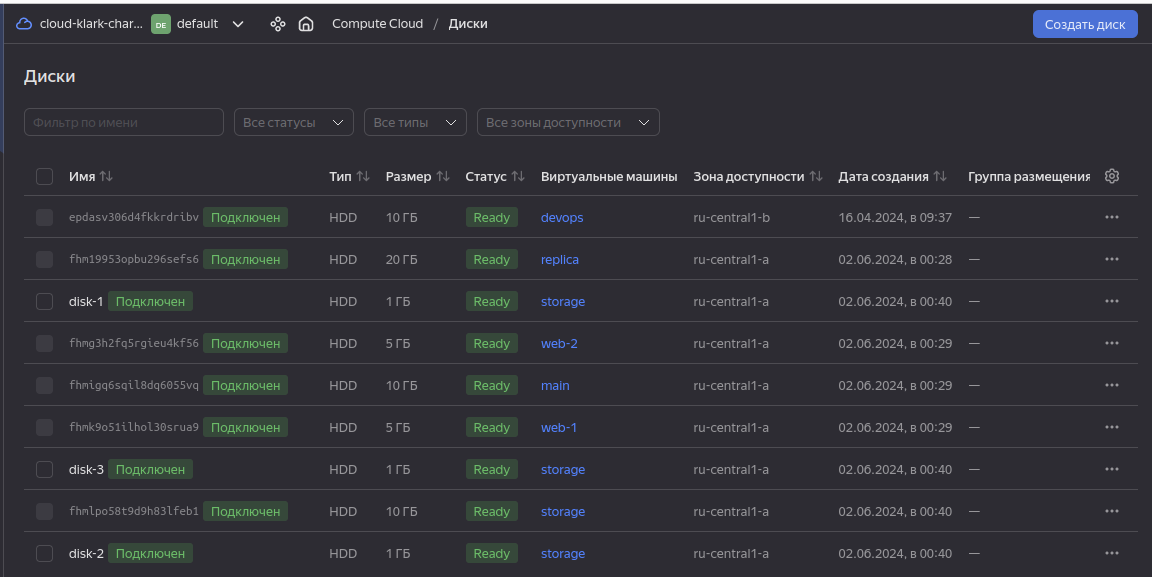 cloud-klark-char... DE default Compute Cloud / Диски Создать диск
Диски
Фильтр по имени Все статусы Все типы Все зоны доступности
Имя Тип Размер Статус Виртуальные машины Зона доступности Дата создания Группа размещения
epdasv306d4fkkrdribv Подключен HDD 10 ГБ Ready devops ru-central1-b 16.04.2024, в 09:37 —
fhm19953opbu296sefs6 Подключен HDD 20 ГБ Ready replica ru-central1-a 02.06.2024, в 00:28 —
disk-1 Подключен HDD 1 ГБ Ready storage ru-central1-a 02.06.2024, в 00:40 —
fhmg3h2fq5rgieu4kf56 Подключен HDD 5 ГБ Ready web-2 ru-central1-a 02.06.2024, в 00:29 —
fhmigq6sqil8dq6055vq Подключен HDD 10 ГБ Ready main ru-central1-a 02.06.2024, в 00:29 —
fhmk9o51ilhol30srua9 Подключен HDD 5 ГБ Ready web-1 ru-central1-a 02.06.2024, в 00:29 —
disk-3 Подключен HDD 1 ГБ Ready storage ru-central1-a 02.06.2024, в 00:40 —
fhmlpo58t9d9h83lfeb1 Подключен HDD 10 ГБ Ready storage ru-central1-a 02.06.2024, в 00:40 —
disk-2 Подключен HDD 1 ГБ Ready storage ru-central1-a 02.06.2024, в 00:40 —